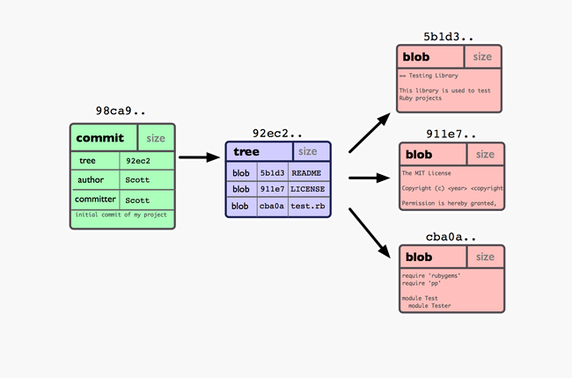 98ca9..
commit size
tree 92ec2
author Scott
committer Scott
initial commit of my project
92ec2..
tree size
blob 5b1d3 README
blob 911e7 LICENSE
blob cba0a test.rb
5b1d3..
blob size
== Testing Library
This library is used to test
Ruby projects
911e7..
blob size
The MIT License
Copyright (c) <year> <copyright
Permission is hereby granted,
cba0a..
blob size
require 'rubygems'
require 'pp'
module Test
module Tester